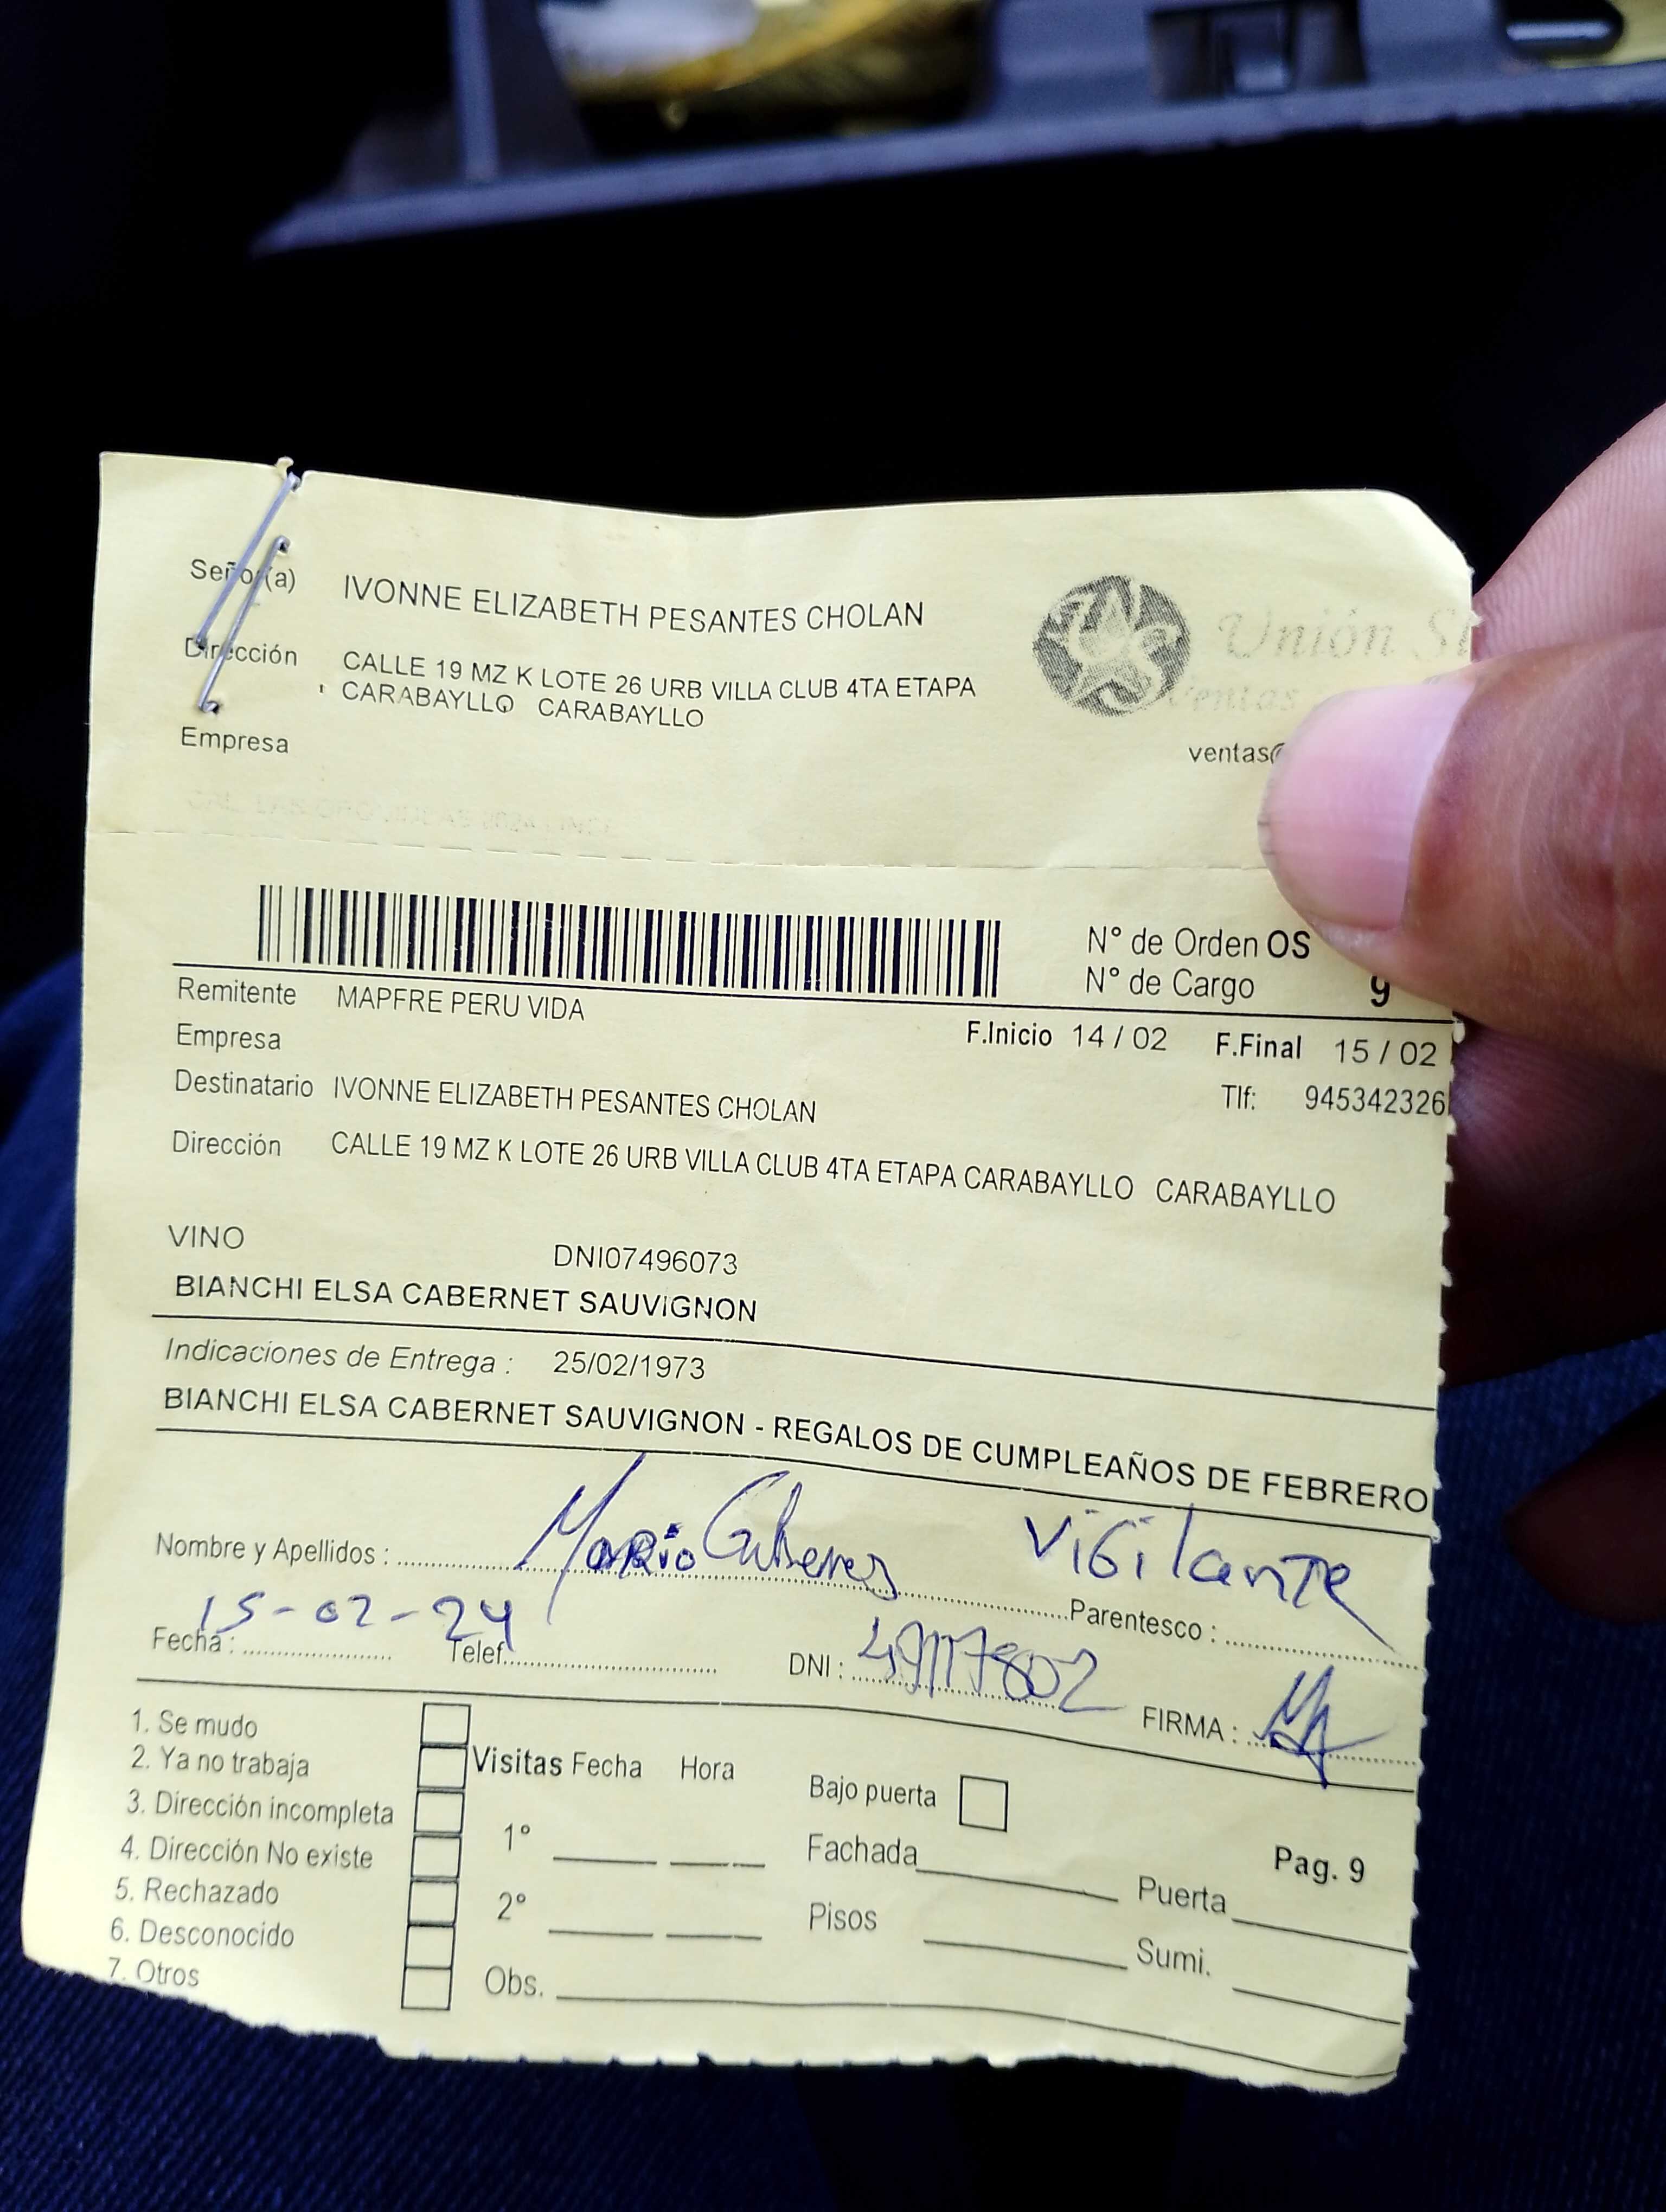 Señor(a) IVONNE ELIZABETH PESANTES CHOLAN
Unión
Dirección CALLE 19 MZ K LOTE 26 URB VILLA CLUB 4TA ETAPA
CARABAYLLO CARABAYLLO
Ventas
Empresa
ventas@
N° de Orden OS
N° de Cargo 9
Remitente MAPFRE PERU VIDA
Empresa
F.Inicio 14 / 02 F.Final 15 / 02
Destinatario IVONNE ELIZABETH PESANTES CHOLAN
Tlf: 945342326
Dirección CALLE 19 MZ K LOTE 26 URB VILLA CLUB 4TA ETAPA CARABAYLLO CARABAYLLO
VINO
DNI07496073
BIANCHI ELSA CABERNET SAUVIGNON
Indicaciones de Entrega : 25/02/1973
BIANCHI ELSA CABERNET SAUVIGNON - REGALOS DE CUMPLEAÑOS DE FEBRERO
Nombre y Apellidos : Mario
Parentesco : Vigilante
Fecha : 15-02-24 Telef. DNI : FIRMA :
1. Se mudo
2. Ya no trabaja
3. Dirección incompleta
4. Dirección No existe
5. Rechazado
6. Desconocido
7. Otros
Visitas Fecha Hora
1°
2°
Obs.
Bajo puerta
Fachada
Pisos
Pag. 9
Puerta
Sumi.